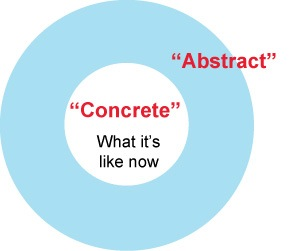 “Abstract”
“Concrete”
What it’s
like now